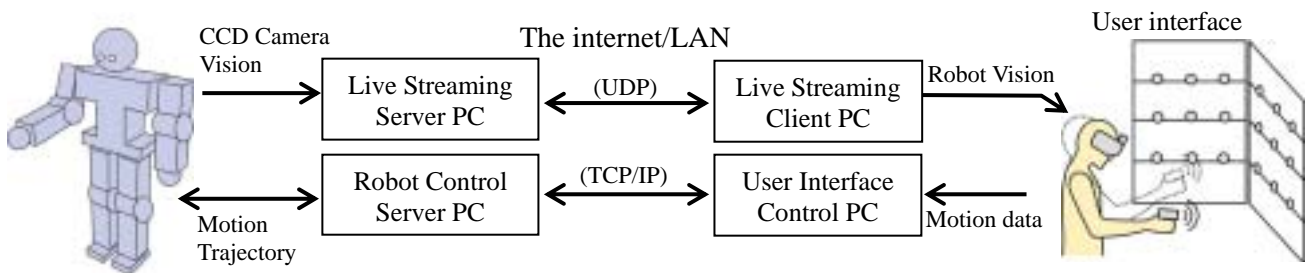 CCD Camera
Vision
The internet/LAN
User interface
Live Streaming
Server PC
(UDP)
Live Streaming
Client PC
Robot Vision
Robot Control
Server PC
(TCP/IP)
User Interface
Control PC
Motion
Trajectory
Motion data